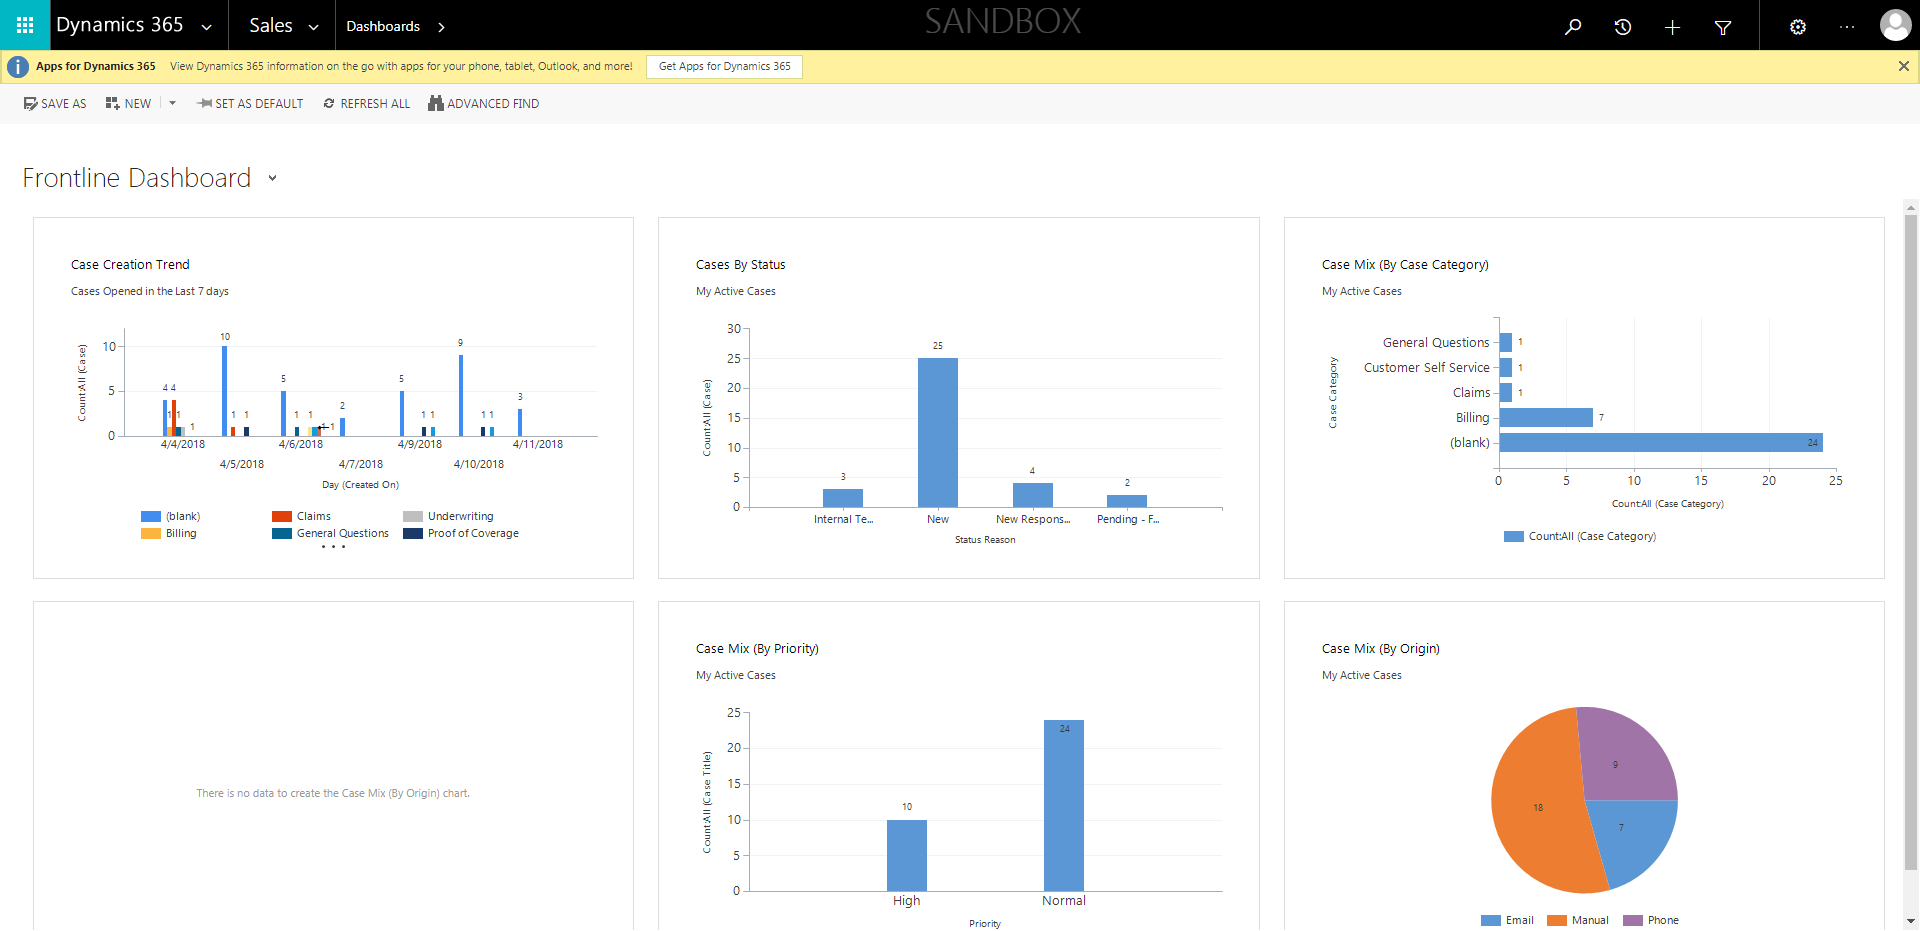 Dynamics 365 Sales Dashboards SANDBOX
Apps for Dynamics 365 View Dynamics 365 information on the go with apps for your phone, tablet, Outlook, and more! Get Apps for Dynamics 365
SAVE AS NEW SET AS DEFAULT REFRESH ALL ADVANCED FIND
Frontline Dashboard
Case Creation Trend
Cases Opened in the Last 7 days
Count:All (Case)
10
5
0
4 4 1 1 1
10 1 1
5 1 1 1 1
2
5 1 1
9 1 1
3
4/4/2018 4/6/2018 4/9/2018 4/11/2018
4/5/2018 4/7/2018 4/10/2018
Day (Created On)
(blank) Claims Underwriting
Billing General Questions Proof of Coverage
• • •
Cases By Status
My Active Cases
Count:All (Case)
30
25
20
15
10
5
0
3 25 4 2
Internal Te... New New Respons... Pending - F...
Status Reason
Case Mix (By Case Category)
My Active Cases
Case Category
General Questions 1
Customer Self Service 1
Claims 1
Billing 7
(blank) 24
0 5 10 15 20 25
Count:All (Case Category)
Count:All (Case Category)
There is no data to create the Case Mix (By Origin) chart.
Case Mix (By Priority)
My Active Cases
Count:All (Case Title)
25
20
15
10
5
0
10 24
High Normal
Priority
Case Mix (By Origin)
My Active Cases
9
18
7
Email Manual Phone